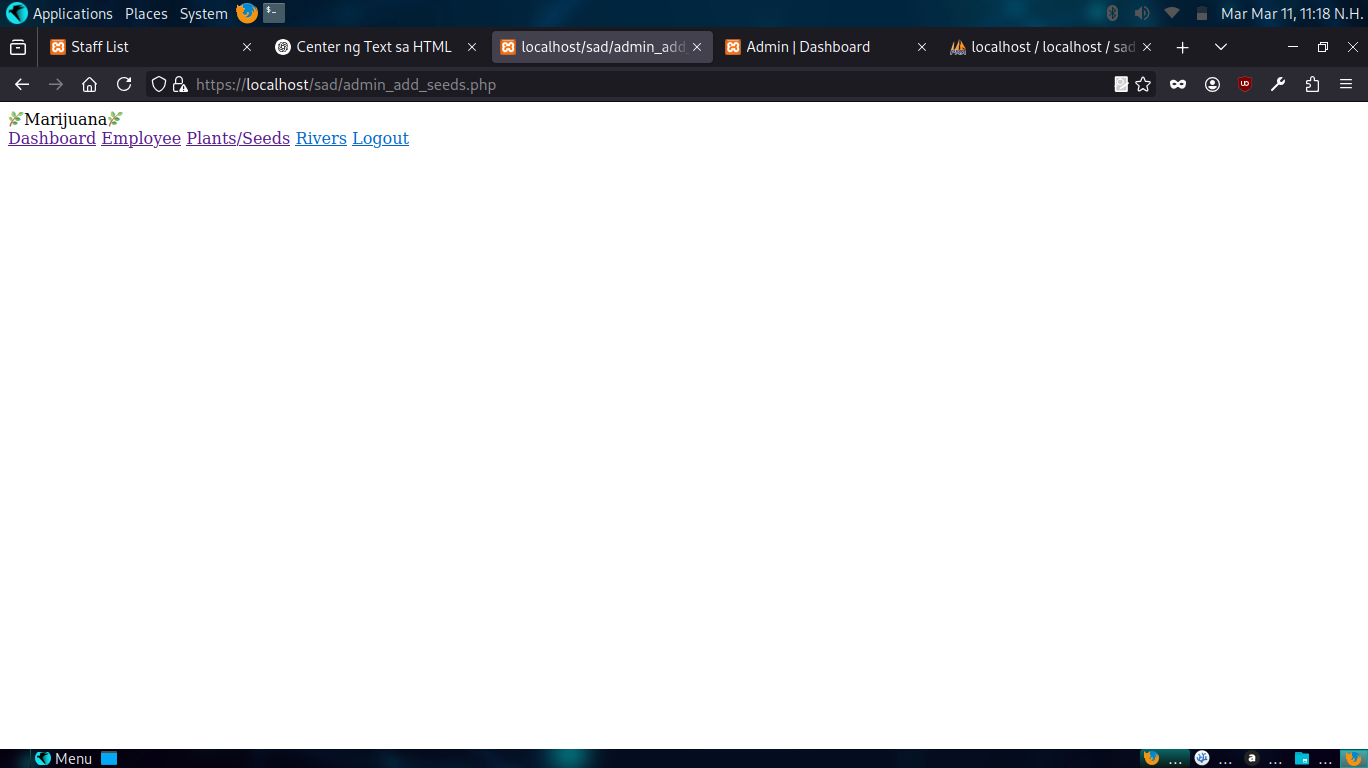 Applications Places System Mar Mar 11, 11:18 N.H.
Staff List Center ng Text sa HTML localhost/sad/admin_add Admin | Dashboard localhost / localhost / sad
https://localhost/sad/admin_add_seeds.php
🌿Marijuana🌿
Dashboard Employee Plants/Seeds Rivers Logout
Menu ... ... ... ...